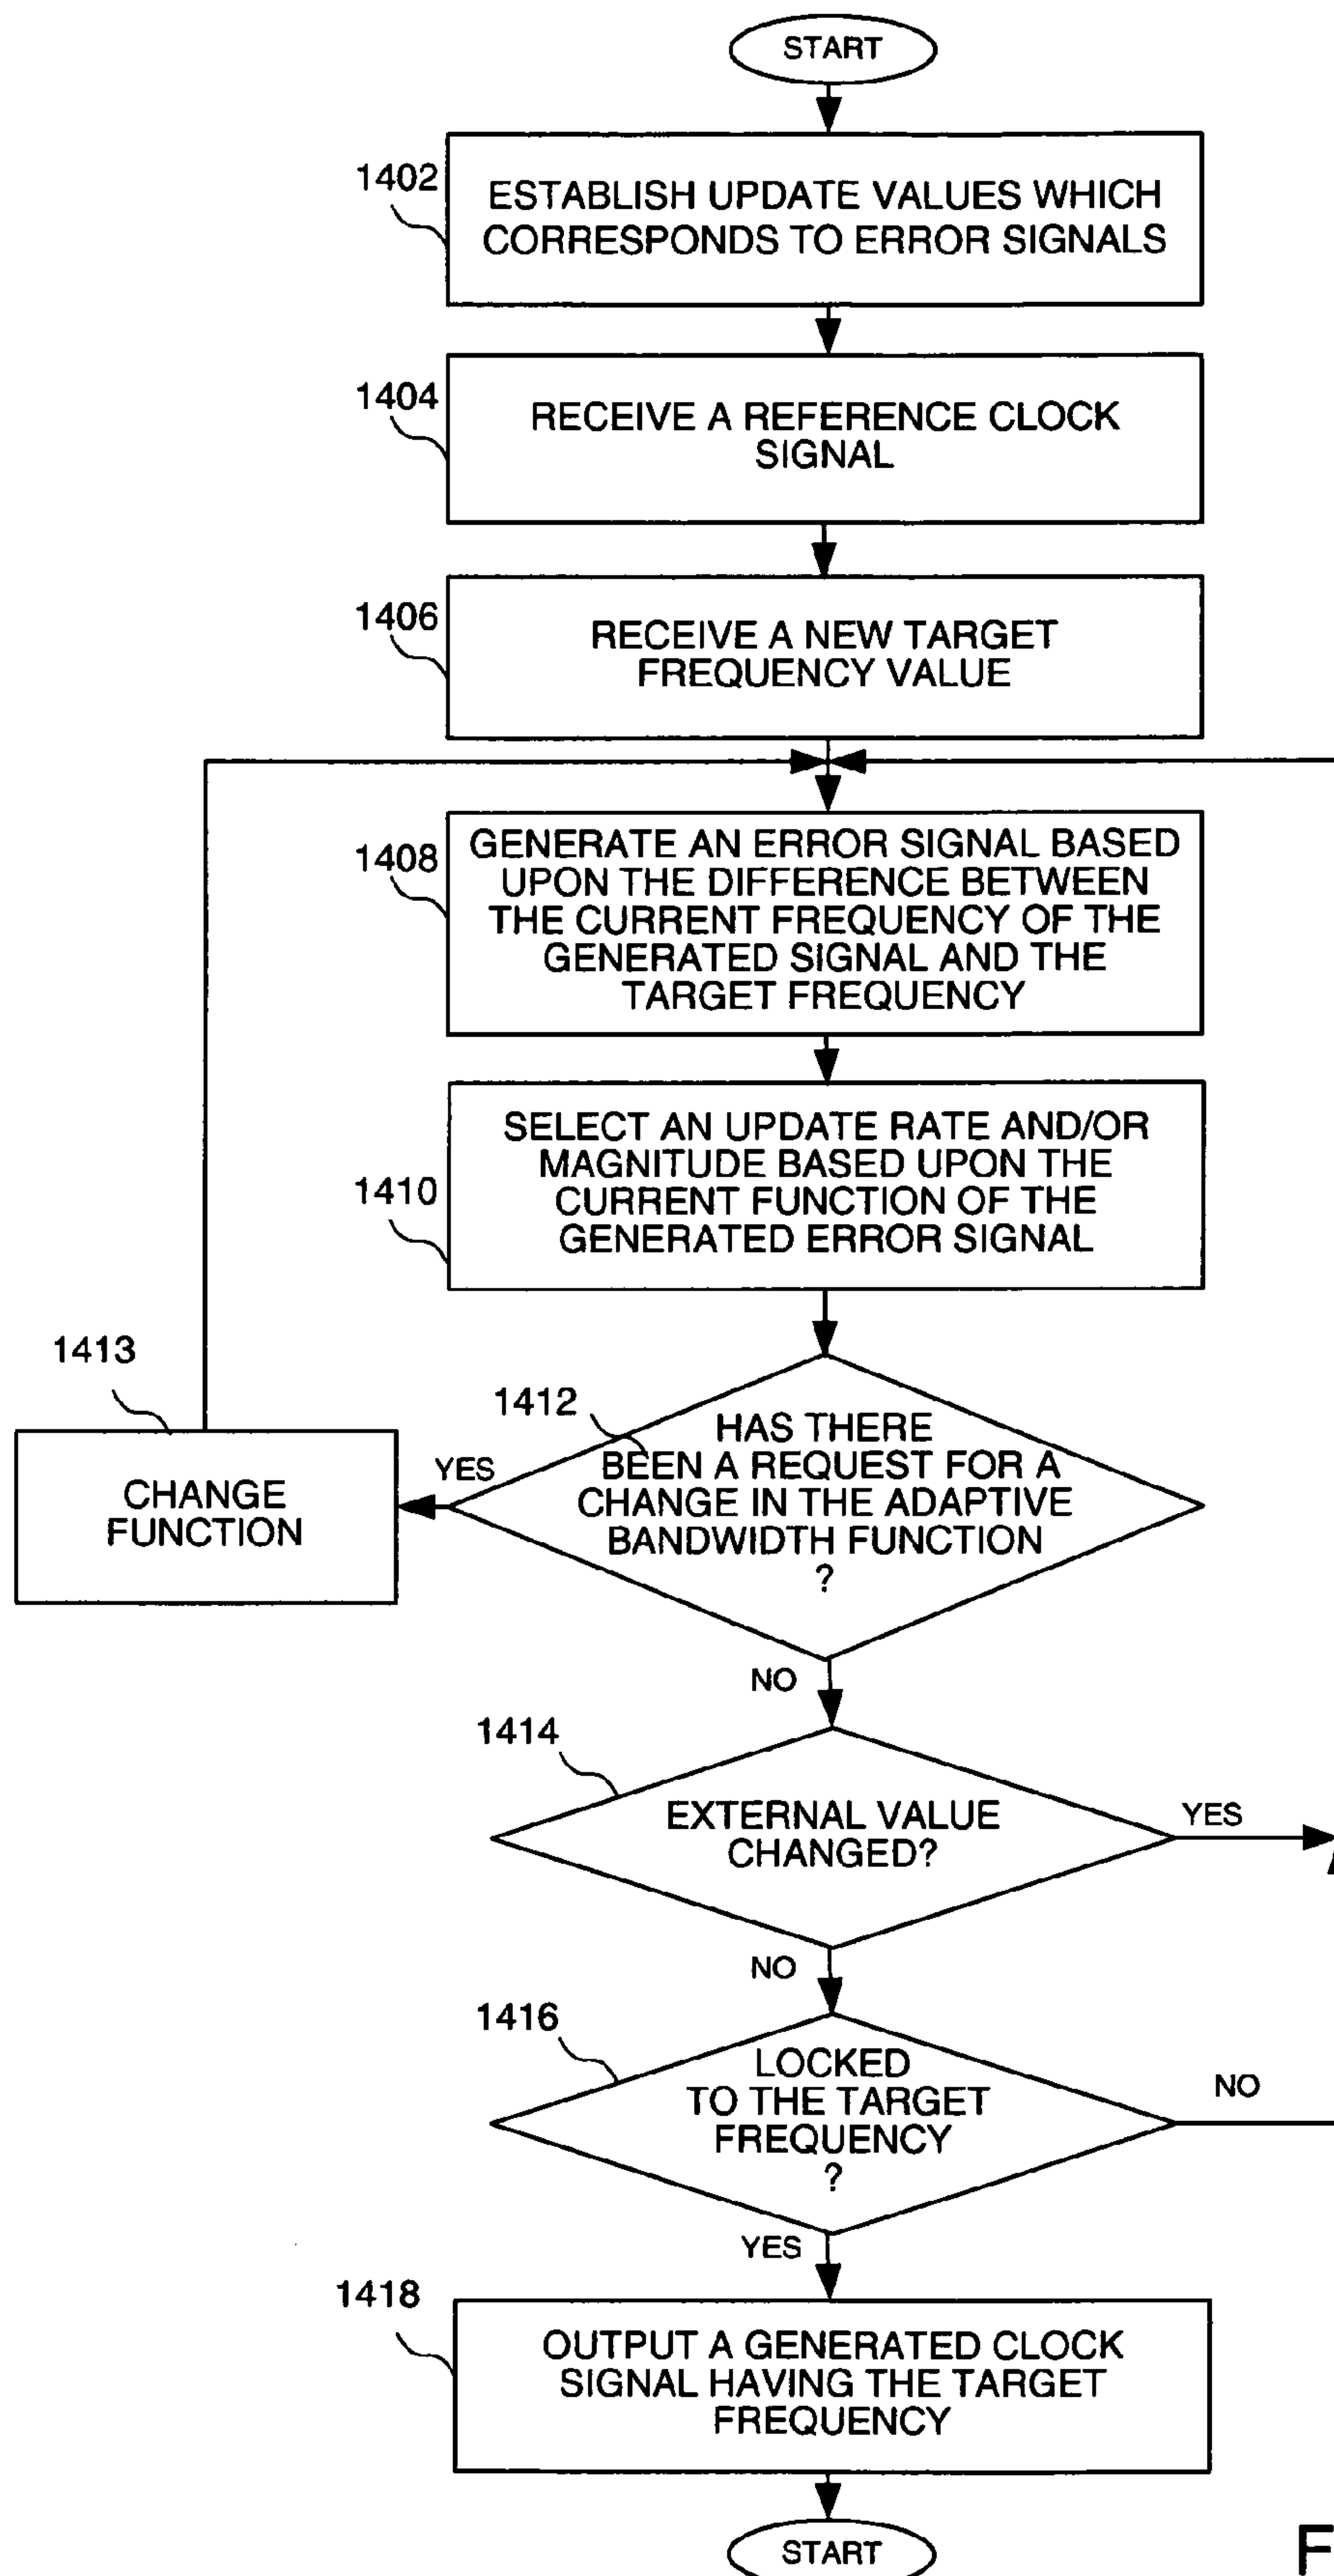 START
1402
ESTABLISH UPDATE VALUES WHICH
CORRESPONDS TO ERROR SIGNALS
1404
RECEIVE A REFERENCE CLOCK
SIGNAL
1406
RECEIVE A NEW TARGET
FREQUENCY VALUE
1408
GENERATE AN ERROR SIGNAL BASED
UPON THE DIFFERENCE BETWEEN
THE CURRENT FREQUENCY OF THE
GENERATED SIGNAL AND THE
TARGET FREQUENCY
1410
SELECT AN UPDATE RATE AND/OR
MAGNITUDE BASED UPON THE
CURRENT FUNCTION OF THE
GENERATED ERROR SIGNAL
1413
CHANGE
FUNCTION
1412
YES
HAS THERE
BEEN A REQUEST FOR A
CHANGE IN THE ADAPTIVE
BANDWIDTH FUNCTION
?
NO
1414
EXTERNAL VALUE
CHANGED?
YES
NO
1416
LOCKED
TO THE TARGET
FREQUENCY
?
NO
YES
1418
OUTPUT A GENERATED CLOCK
SIGNAL HAVING THE TARGET
FREQUENCY
START
F